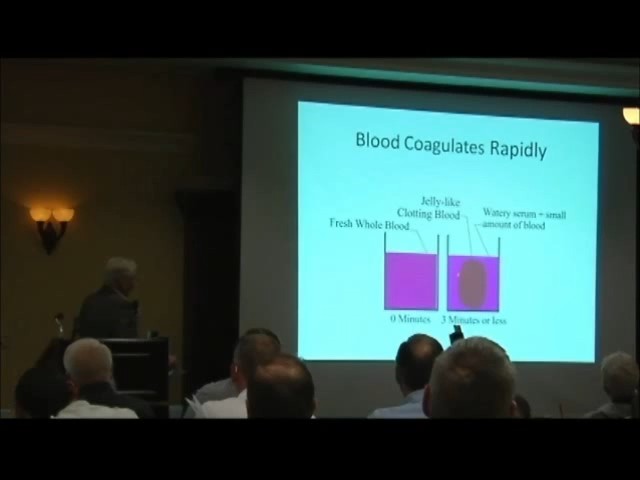 Blood Coagulates Rapidly
Jelly-like
Clotting Blood
Watery serum + small
amount of blood
Fresh Whole Blood
0 Minutes
3 Minutes or less